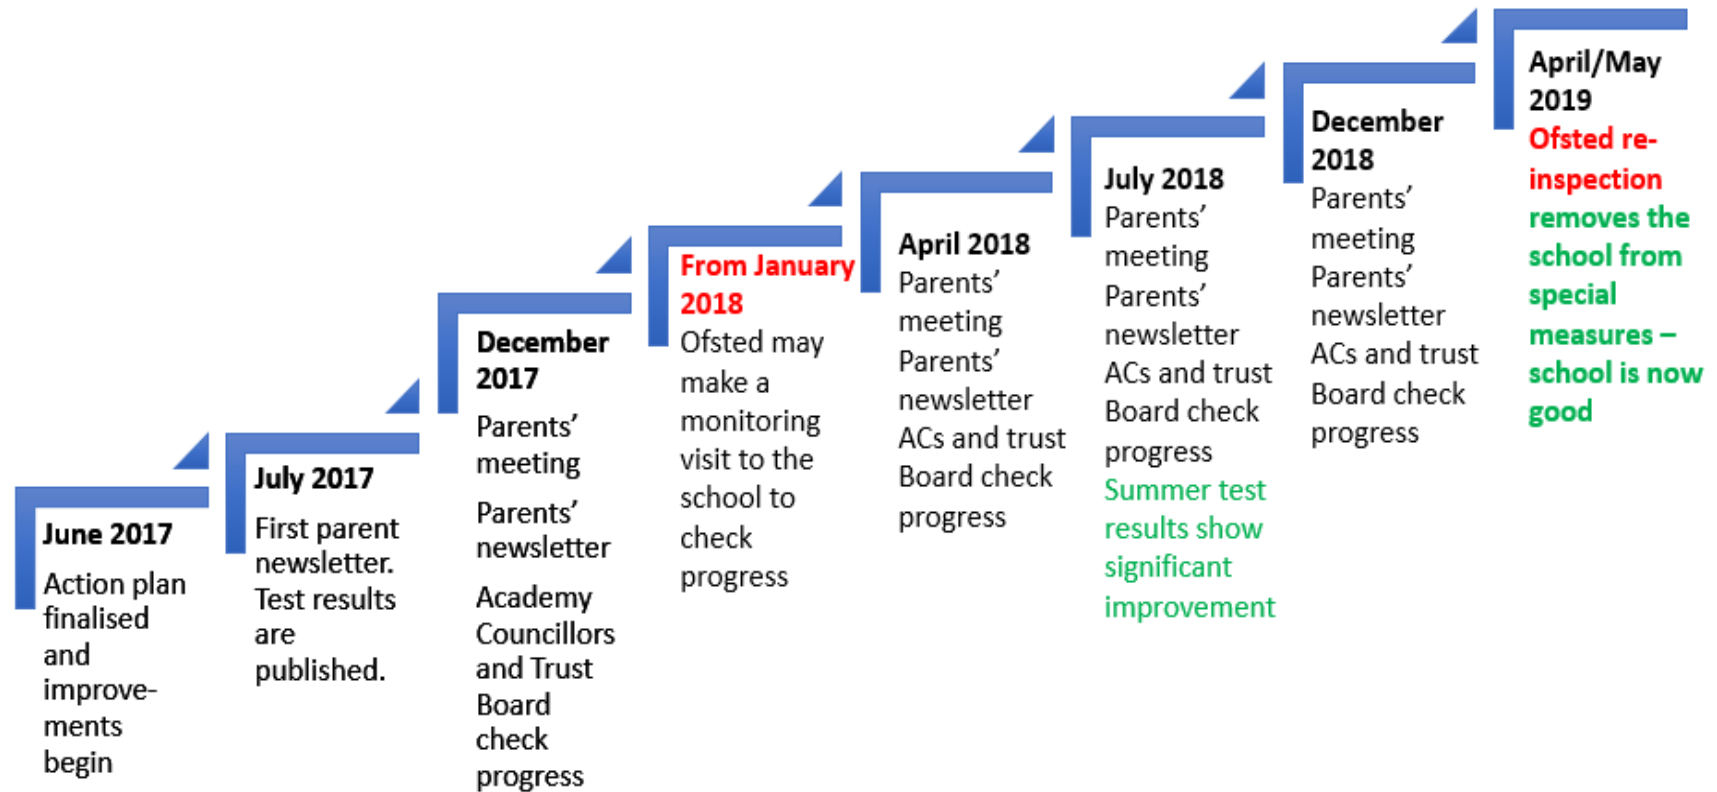 June 2017
Action plan
finalised
and
improve-
ments
begin
July 2017
First parent
newsletter.
Test results
are
published.
December
2017
Parents’
meeting
Parents’
newsletter
Academy
Councillors
and Trust
Board
check
progress
From January
2018
Ofsted may
make a
monitoring
visit to the
school to
check
progress
April 2018
Parents’
meeting
Parents’
newsletter
ACs and trust
Board check
progress
July 2018
Parents’
meeting
Parents’
newsletter
ACs and trust
Board check
progress
Summer test
results show
significant
improvement
December
2018
Parents’
meeting
Parents’
newsletter
ACs and trust
Board check
progress
April/May
2019
Ofsted re-
inspection
removes the
school from
special
measures –
school is now
good